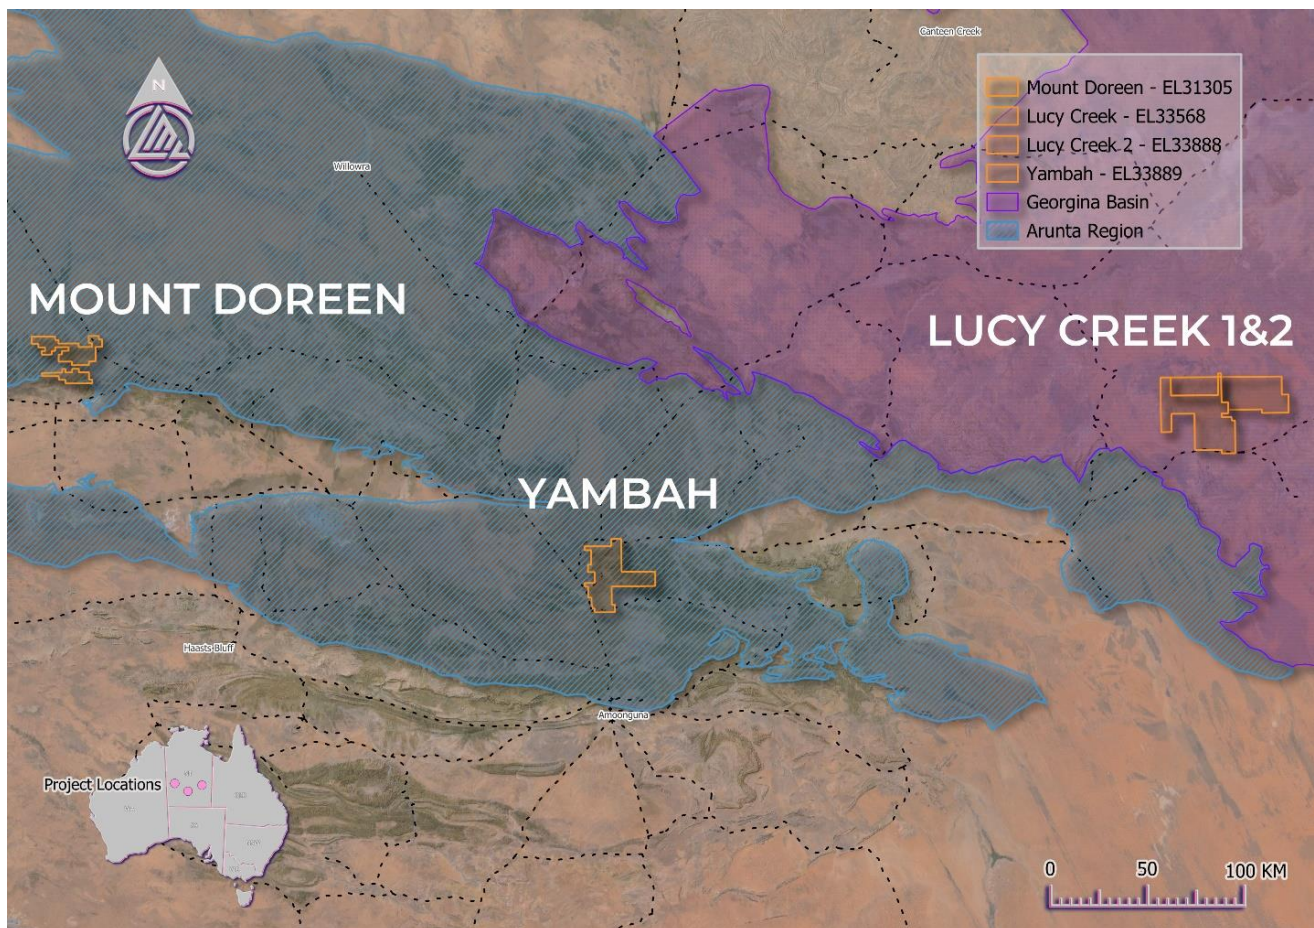 Canteen Creek
N
Mount Doreen - EL31305
Lucy Creek - EL33568
Lucy Creek 2 - EL33888
Yambah - EL33889
Georgina Basin
Arunta Region
Willowra
MOUNT DOREEN
LUCY CREEK 1&2
YAMBAH
Haasts Bluff
Amoonguna
Project Locations
0 50 100 KM